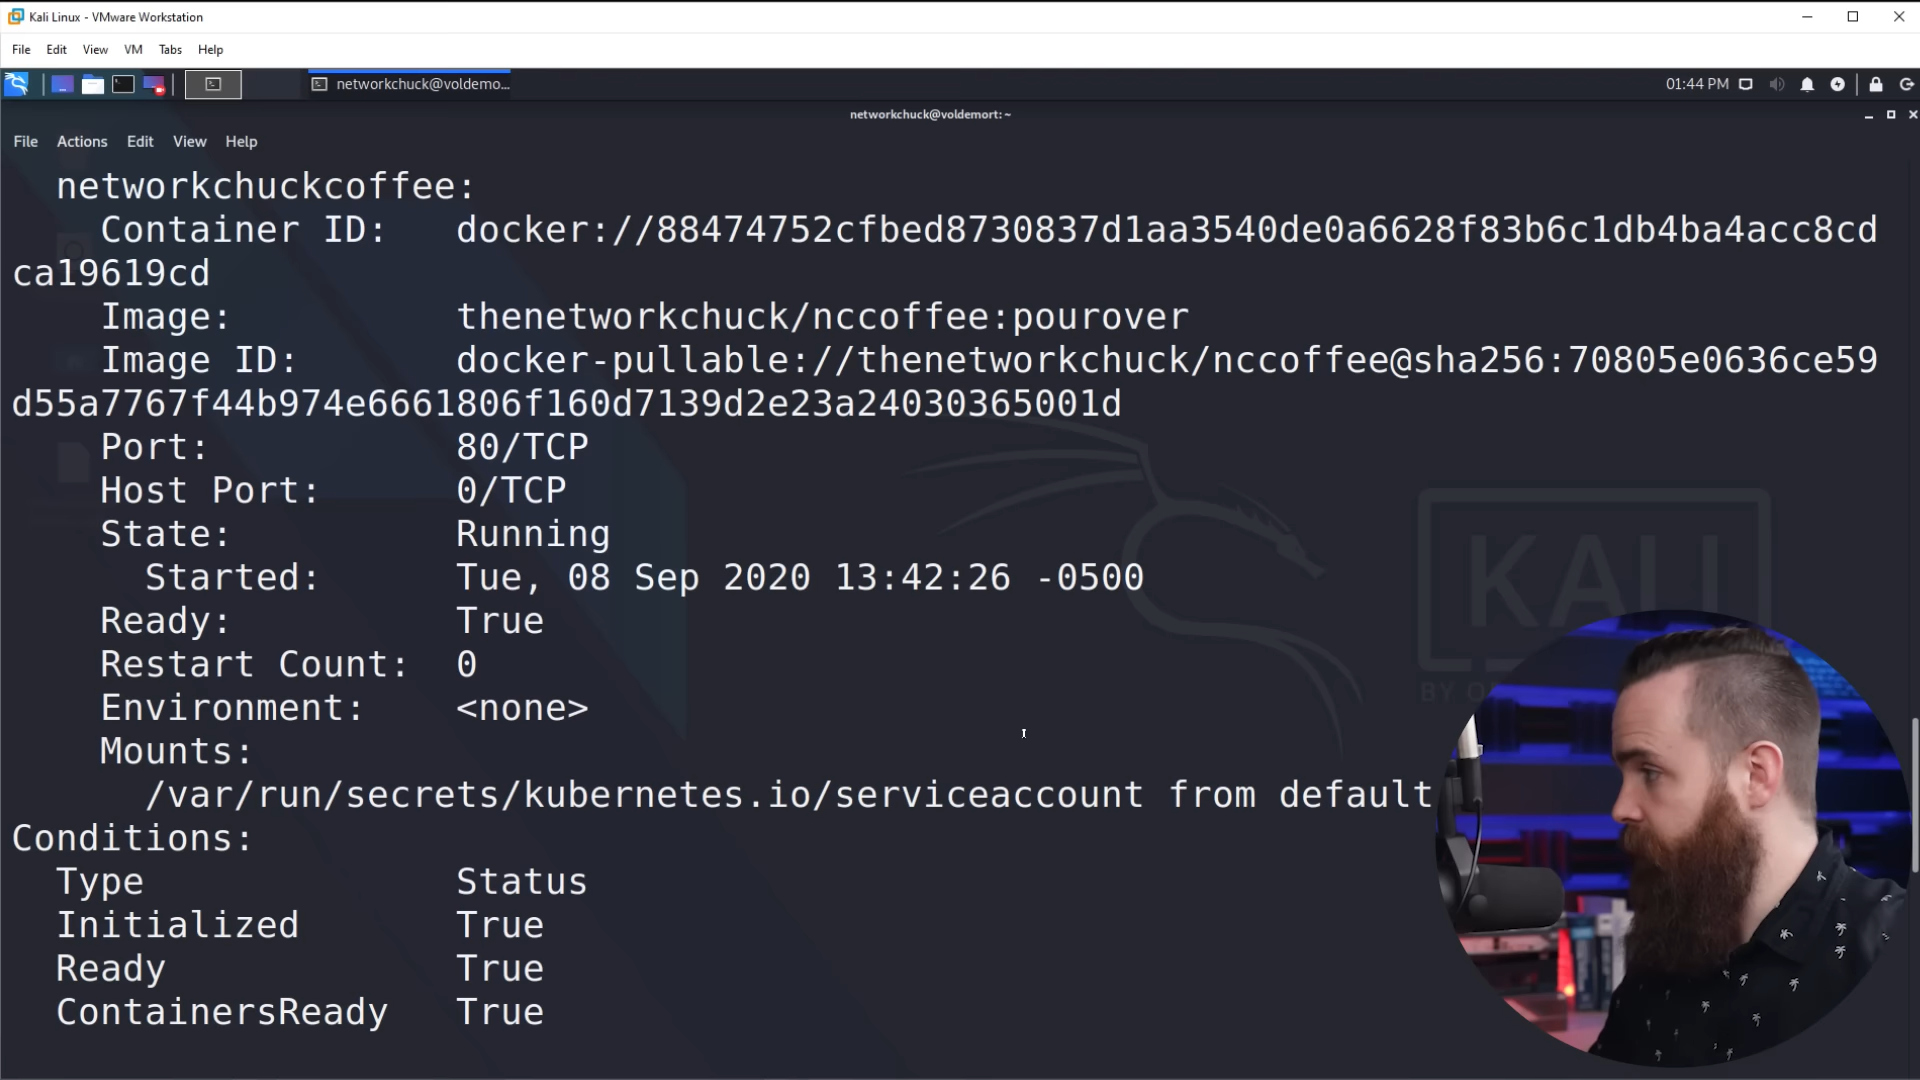 Kali Linux - VMware Workstation
File Edit View VM Tabs Help
networkchuck@voldemo...
01:44 PM
networkchuck@voldemort: ~
File Actions Edit View Help
networkchuckcoffee:
Container ID: docker://88474752cfbed8730837d1aa3540de0a6628f83b6c1db4ba4acc8cd
ca19619cd
Image: thenetworkchuck/nccoffee:pourover
Image ID: docker-pullable://thenetworkchuck/nccoffee@sha256:70805e0636ce59
d55a7767f44b974e6661806f160d7139d2e23a24030365001d
Port: 80/TCP
Host Port: 0/TCP
State: Running
Started: Tue, 08 Sep 2020 13:42:26 -0500
Ready: True
Restart Count: 0
Environment: <none>
Mounts:
/var/run/secrets/kubernetes.io/serviceaccount from default
Conditions:
Type Status
Initialized True
Ready True
ContainersReady True
KALI
BY